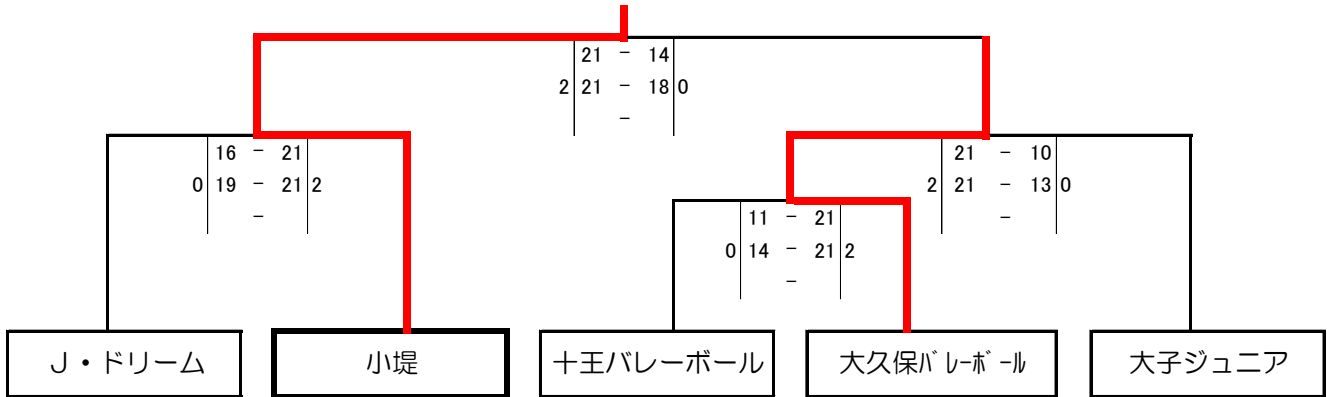 21 - 14
2 21 - 18 0
-
16 - 21
0 19 - 21 2
-
21 - 10
2 21 - 13 0
-
11 - 21
0 14 - 21 2
-
J・ドリーム
小堤
十王バレーボール
大久保ﾊﾞﾚｰﾎﾞｰﾙ
大子ジュニア